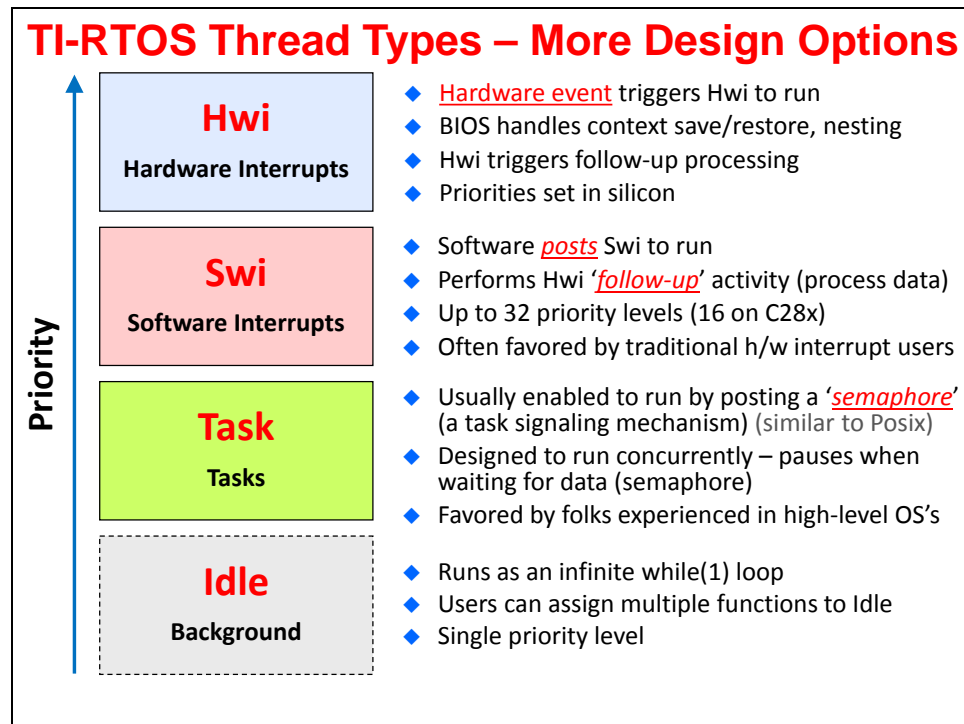 TI-RTOS Thread Types – More Design Options
Priority
Hwi
Hardware Interrupts
◆ Hardware event triggers Hwi to run
◆ BIOS handles context save/restore, nesting
◆ Hwi triggers follow-up processing
◆ Priorities set in silicon
Swi
Software Interrupts
◆ Software posts Swi to run
◆ Performs Hwi ‘follow-up’ activity (process data)
◆ Up to 32 priority levels (16 on C28x)
◆ Often favored by traditional h/w interrupt users
Task
Tasks
◆ Usually enabled to run by posting a ‘semaphore’
(a task signaling mechanism) (similar to Posix)
◆ Designed to run concurrently – pauses when
waiting for data (semaphore)
◆ Favored by folks experienced in high-level OS’s
Idle
Background
◆ Runs as an infinite while(1) loop
◆ Users can assign multiple functions to Idle
◆ Single priority level